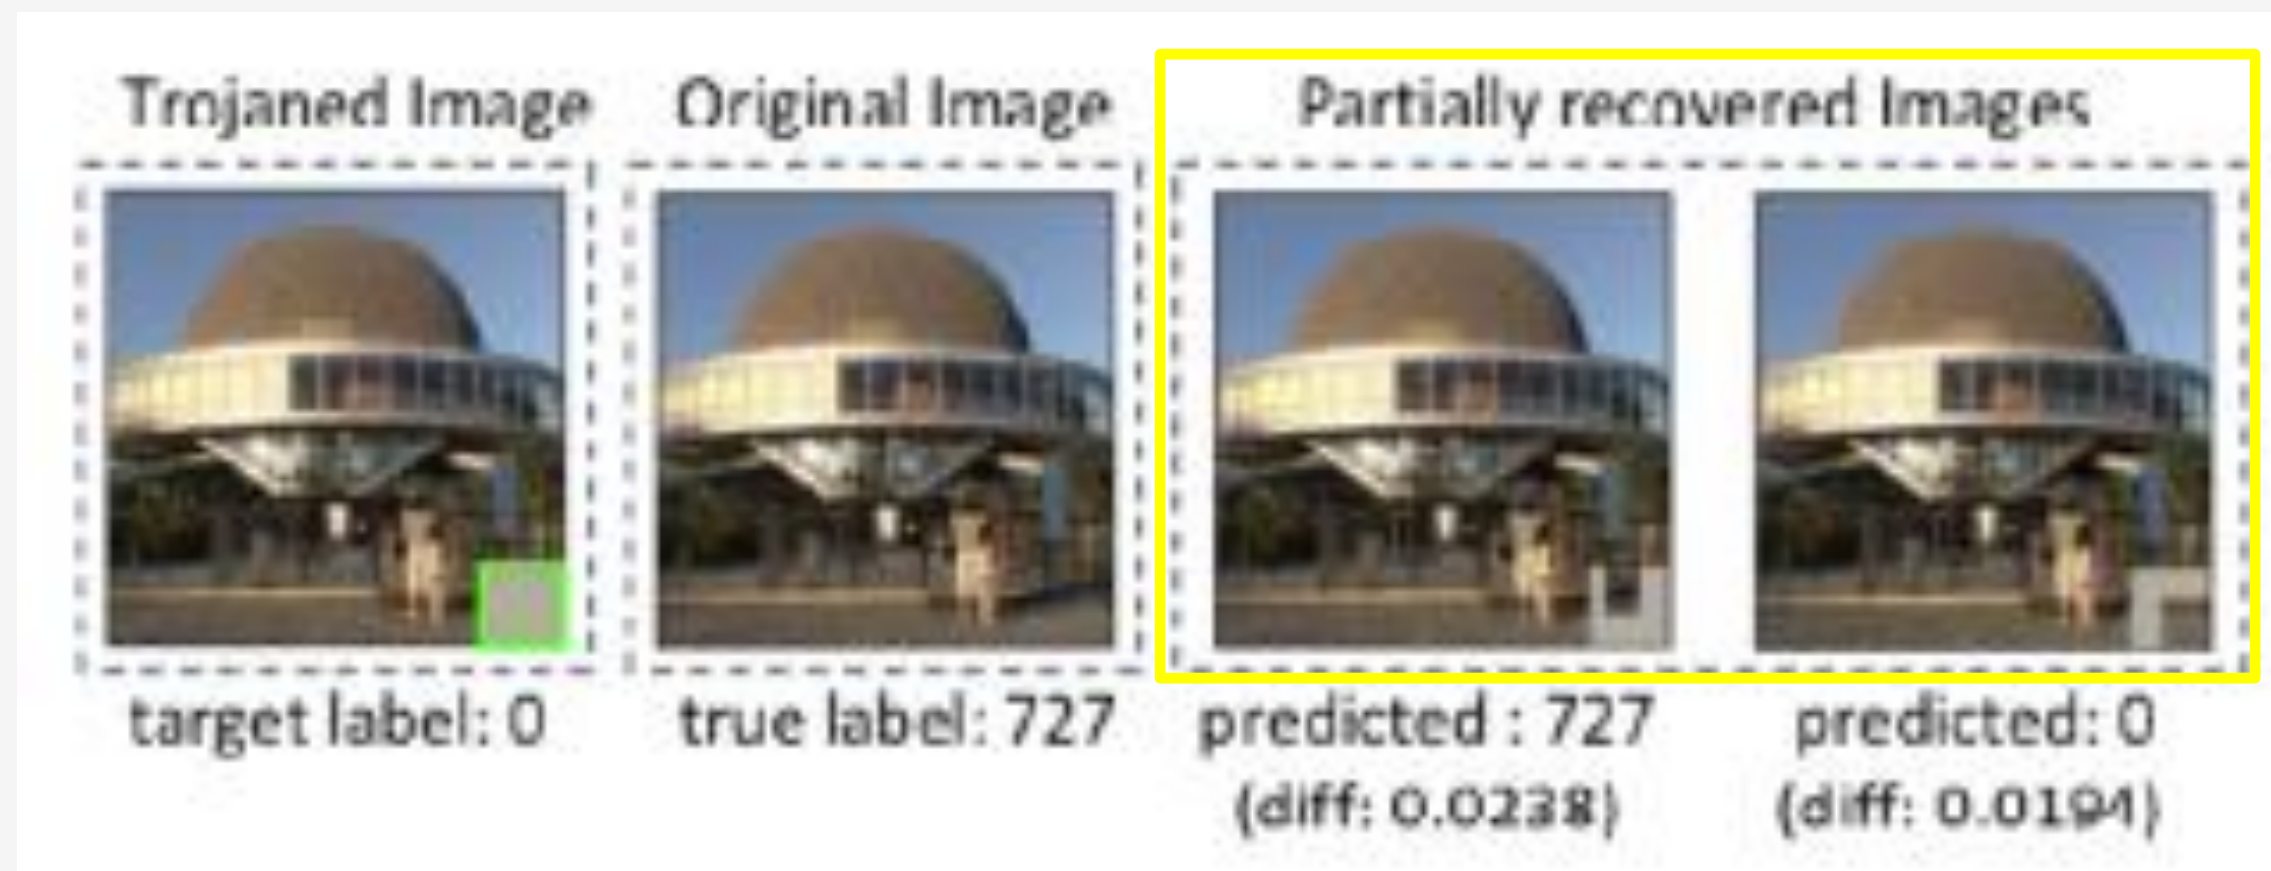 Trojaned Image Original Image Partially recovered Images
target label: 0 true label: 727 predicted : 727 predicted: 0
(diff: 0.0238) (diff: 0.0194)